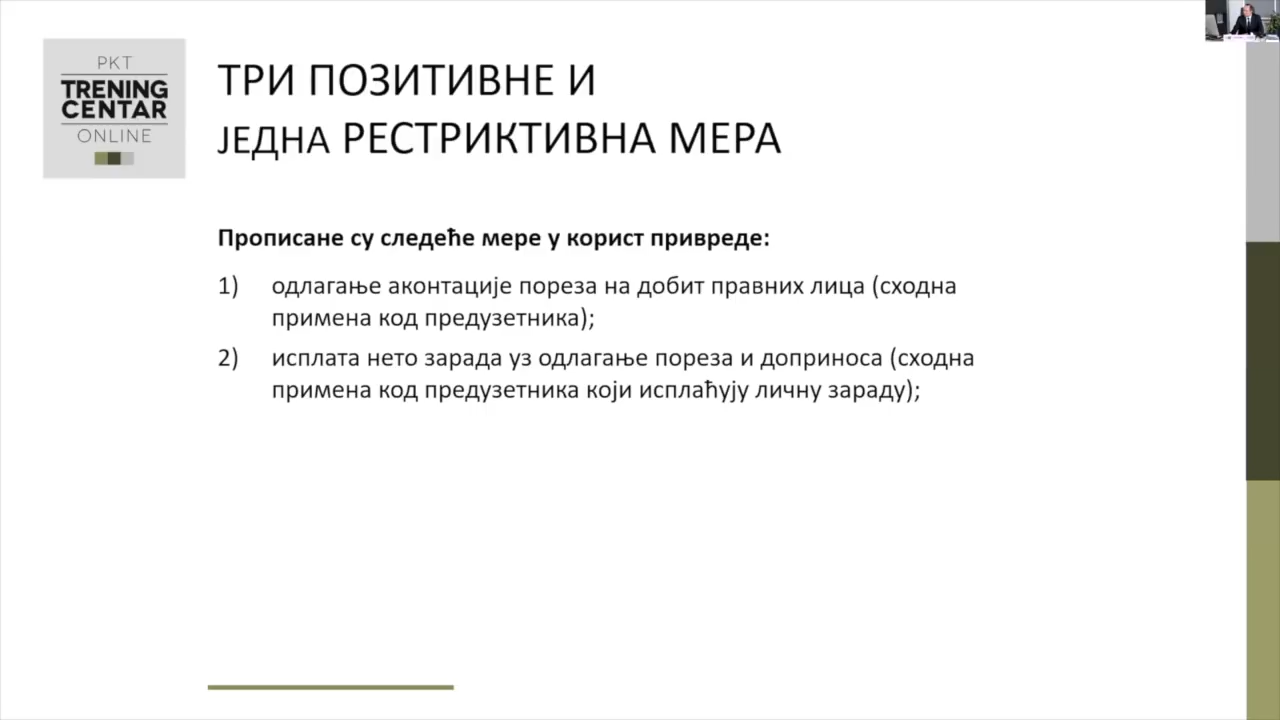 PKT
TRENING
CENTAR
ONLINE
ТРИ ПОЗИТИВНЕ И
ЈЕДНА РЕСТРИКТИВНА МЕРА
Прописане су следеће мере у корист привреде:
1) одлагање аконтације пореза на добит правних лица (сходна
примена код предузетника);
2) исплата нето зарада уз одлагање пореза и доприноса (сходна
примена код предузетника који исплаћују личну зараду);